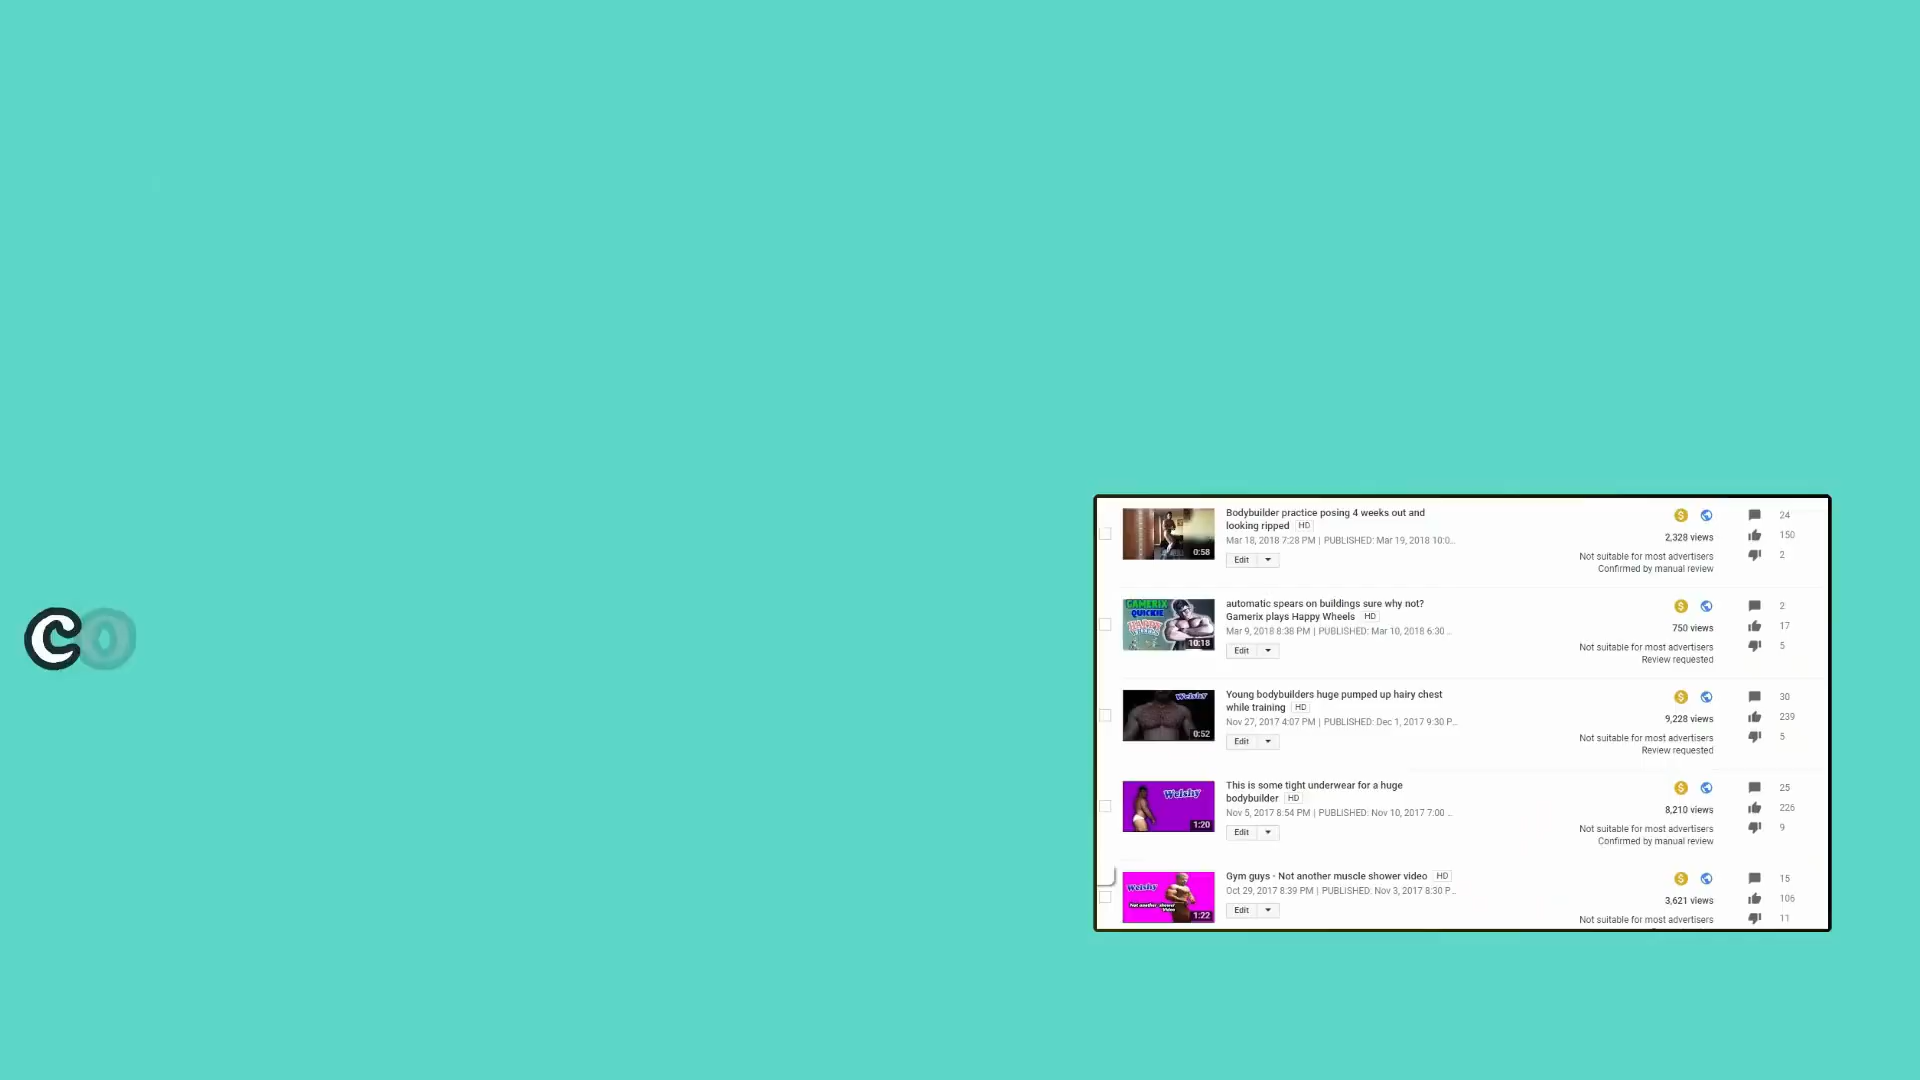 CO
Bodybuilder practice posing 4 weeks out and
looking ripped HD
Mar 18, 2018 7:28 PM | PUBLISHED: Mar 19, 2018 10:0...
Edit
0:58
2,328 views
Not suitable for most advertisers
Confirmed by manual review
24
150
2
GAMERIX
QUICKIE
HAPPY
WHEELS
10:18
automatic spears on buildings sure why not?
Gamerix plays Happy Wheels HD
Mar 9, 2018 8:38 PM | PUBLISHED: Mar 10, 2018 6:30 ...
Edit
750 views
Not suitable for most advertisers
Review requested
2
17
5
Welshy
0:52
Young bodybuilders huge pumped up hairy chest
while training HD
Nov 27, 2017 4:07 PM | PUBLISHED: Dec 1, 2017 9:30 P...
Edit
9,228 views
Not suitable for most advertisers
Review requested
30
239
5
Welshy
1:20
This is some tight underwear for a huge
bodybuilder HD
Nov 5, 2017 8:54 PM | PUBLISHED: Nov 10, 2017 7:00 ...
Edit
8,210 views
Not suitable for most advertisers
Confirmed by manual review
25
226
9
Welshy
Not another shower
Video
1:22
Gym guys - Not another muscle shower video HD
Oct 29, 2017 8:39 PM | PUBLISHED: Nov 3, 2017 8:30 P...
Edit
3,621 views
Not suitable for most advertisers
15
106
11